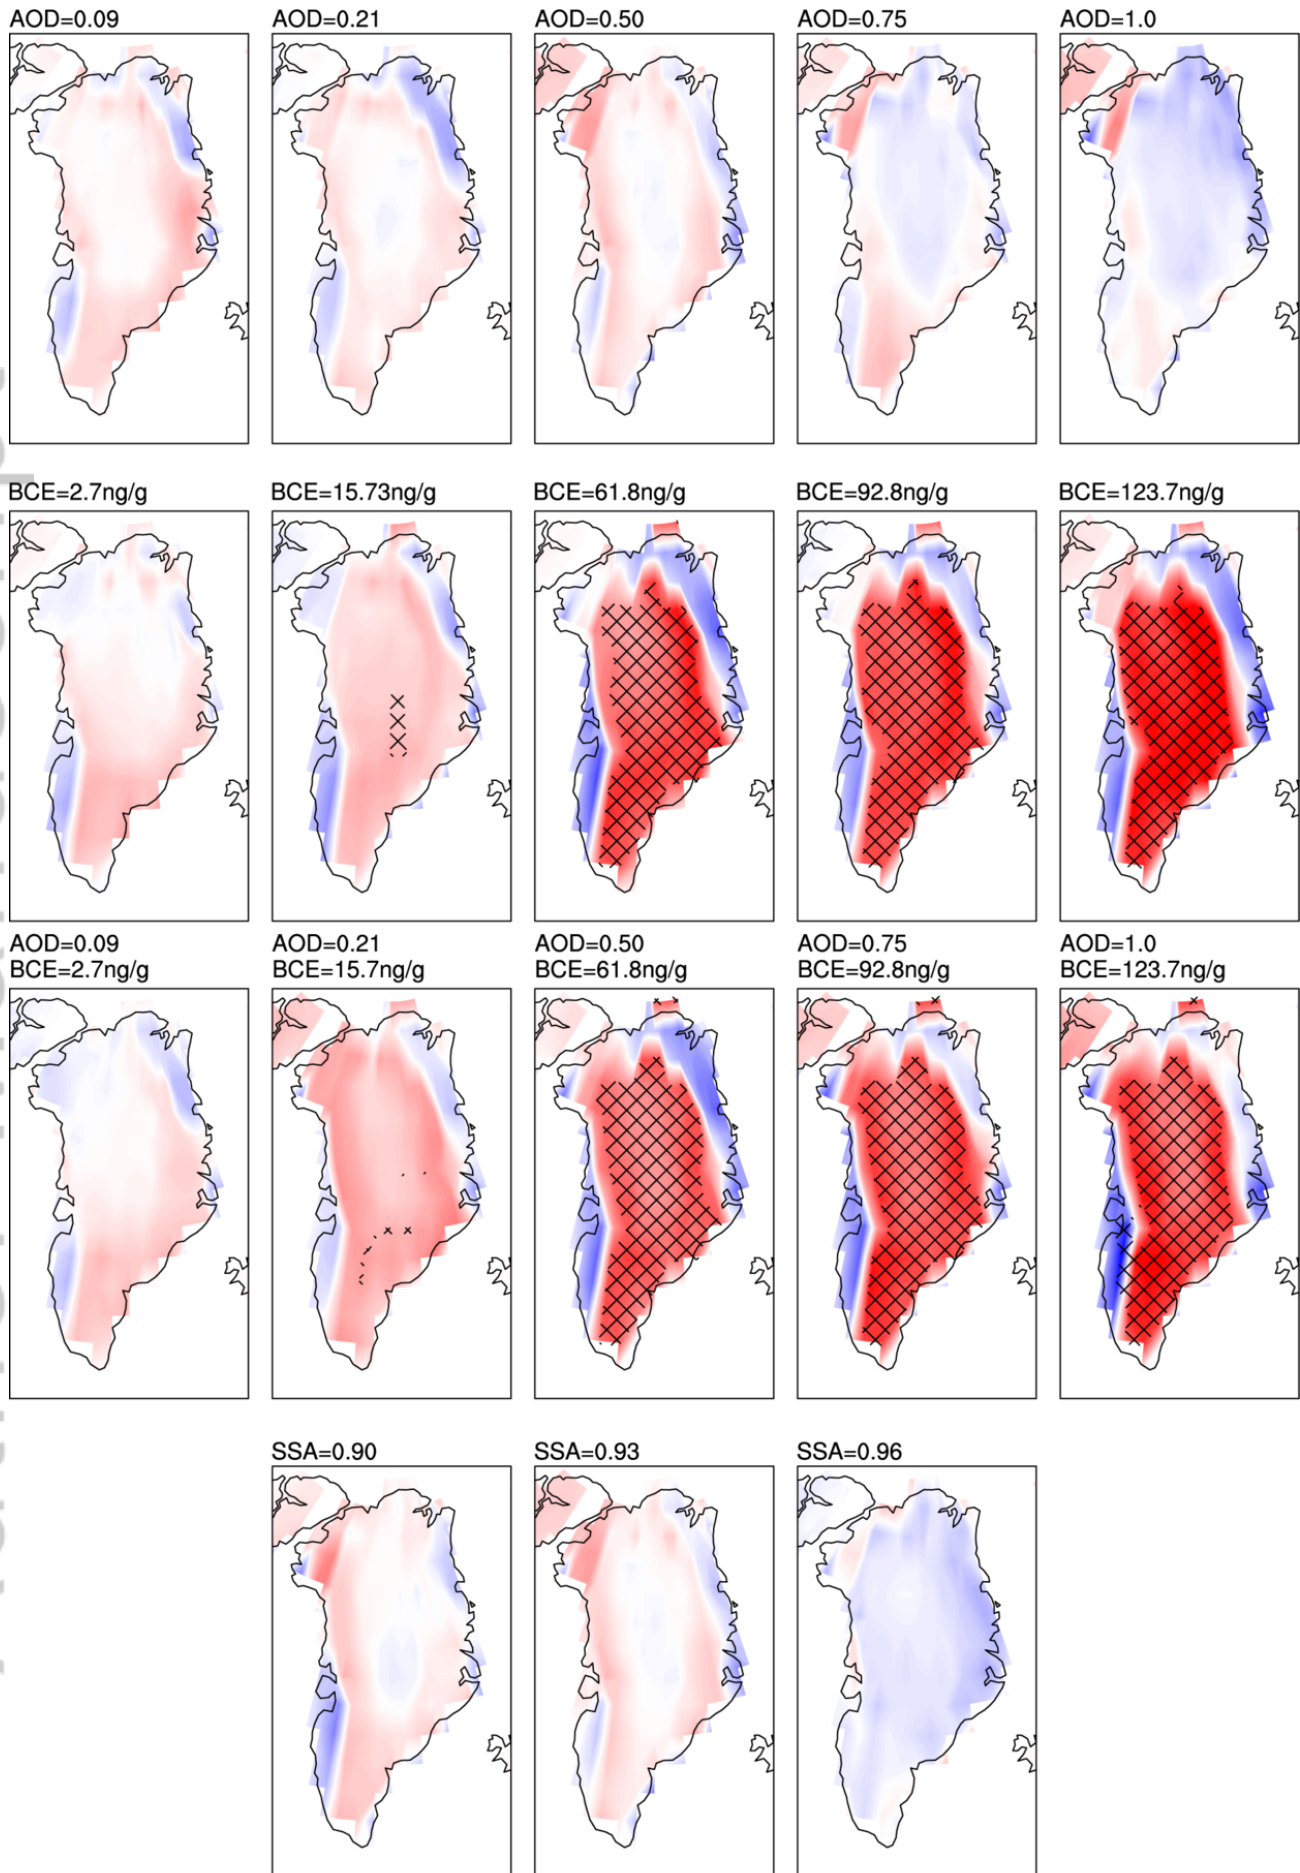 AOD=0.09 AOD=0.21 AOD=0.50 AOD=0.75 AOD=1.0
BCE=2.7ng/g BCE=15.73ng/g BCE=61.8ng/g BCE=92.8ng/g BCE=123.7ng/g
AOD=0.09 AOD=0.21 AOD=0.50 AOD=0.75 AOD=1.0
BCE=2.7ng/g BCE=15.7ng/g BCE=61.8ng/g BCE=92.8ng/g BCE=123.7ng/g
SSA=0.90 SSA=0.93 SSA=0.96